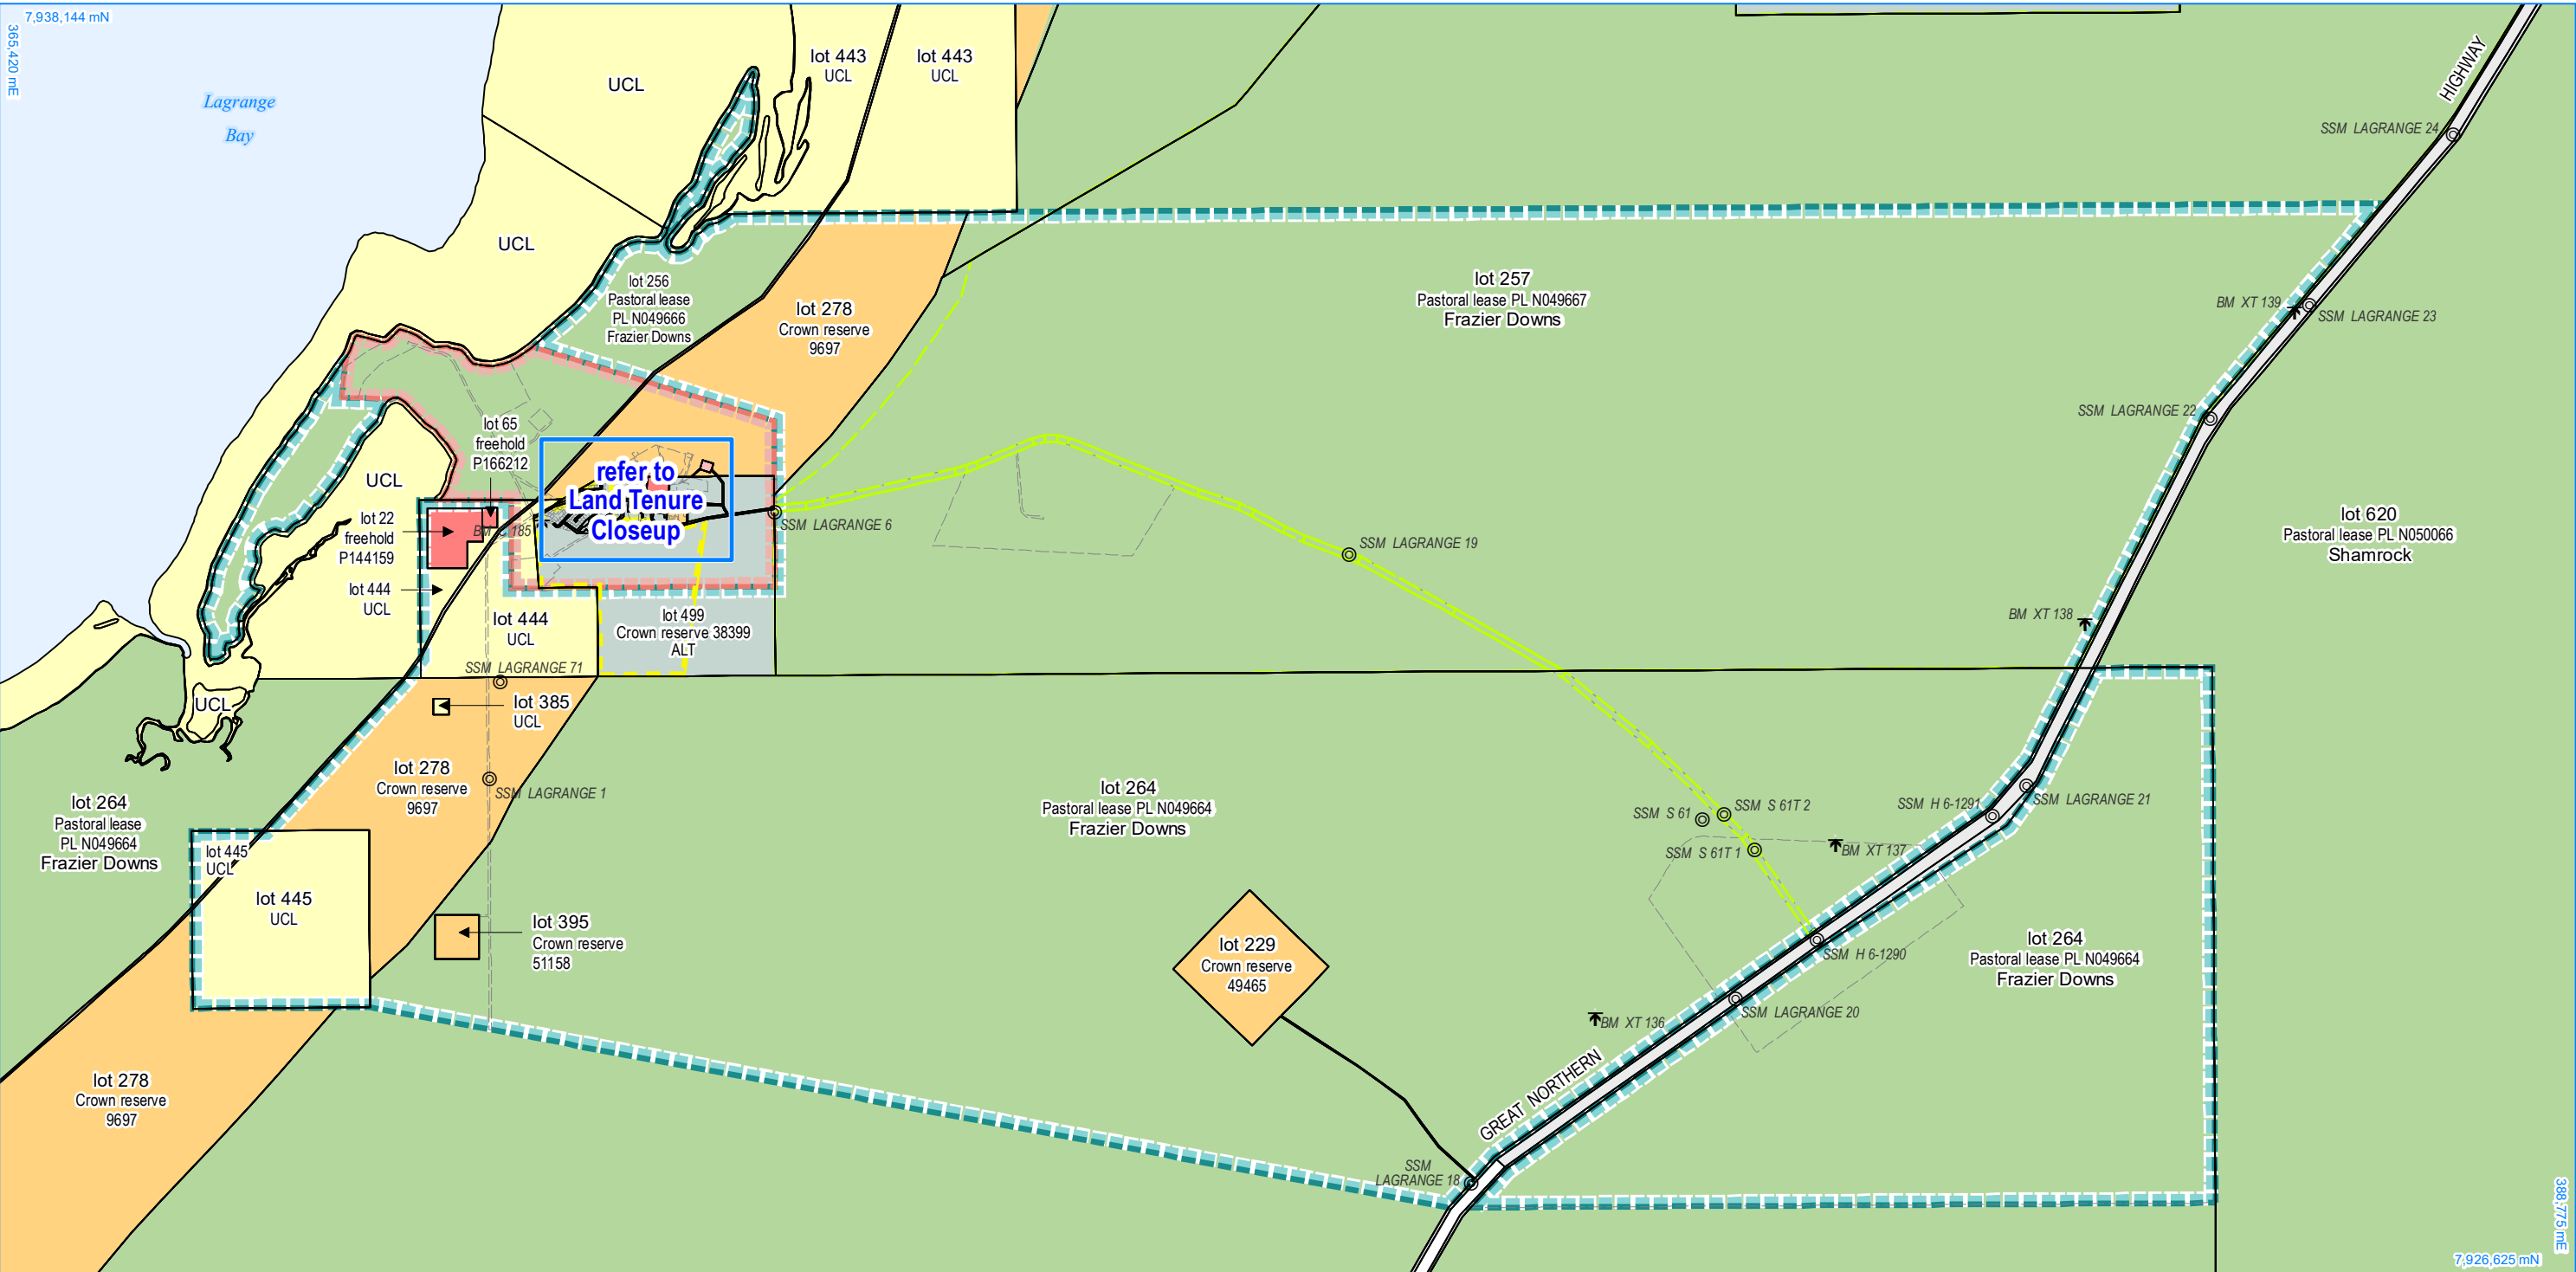 7,938,144 mN
365,420 mE
Lagrange
Bay
UCL
lot 443
UCL
lot 443
UCL
HIGHWAY
SSM LAGRANGE 24
UCL
lot 256
Pastoral lease
PL N049666
Frazier Downs
lot 278
Crown reserve
9697
lot 257
Pastoral lease PL N049667
Frazier Downs
BM XT 139
SSM LAGRANGE 23
SSM LAGRANGE 22
lot 65
freehold
P166212
UCL
refer to
Land Tenure
Closeup
lot 22
freehold
P144159
185
SSM LAGRANGE 6
SSM LAGRANGE 19
lot 620
Pastoral lease PL N050066
Shamrock
lot 444
UCL
lot 444
UCL
lot 499
Crown reserve 38399
ALT
BM XT 138
SSM LAGRANGE 71
UCL
lot 385
UCL
lot 278
Crown reserve
9697
SSM LAGRANGE 1
lot 264
Pastoral lease
PL N049664
Frazier Downs
lot 264
Pastoral lease PL N049664
Frazier Downs
SSM S 61
SSM S 61T 2
SSM S 61T 1
SSM H 6-1291
SSM LAGRANGE 21
BM XT 137
lot 445
UCL
lot 445
UCL
lot 395
Crown reserve
51158
lot 229
Crown reserve
49465
SSM H 6-1290
lot 264
Pastoral lease PL N049664
Frazier Downs
SSM LAGRANGE 20
BM XT 136
GREAT NORTHERN
lot 278
Crown reserve
9697
SSM
LAGRANGE 18
388,775 mE
7,926,625 mN